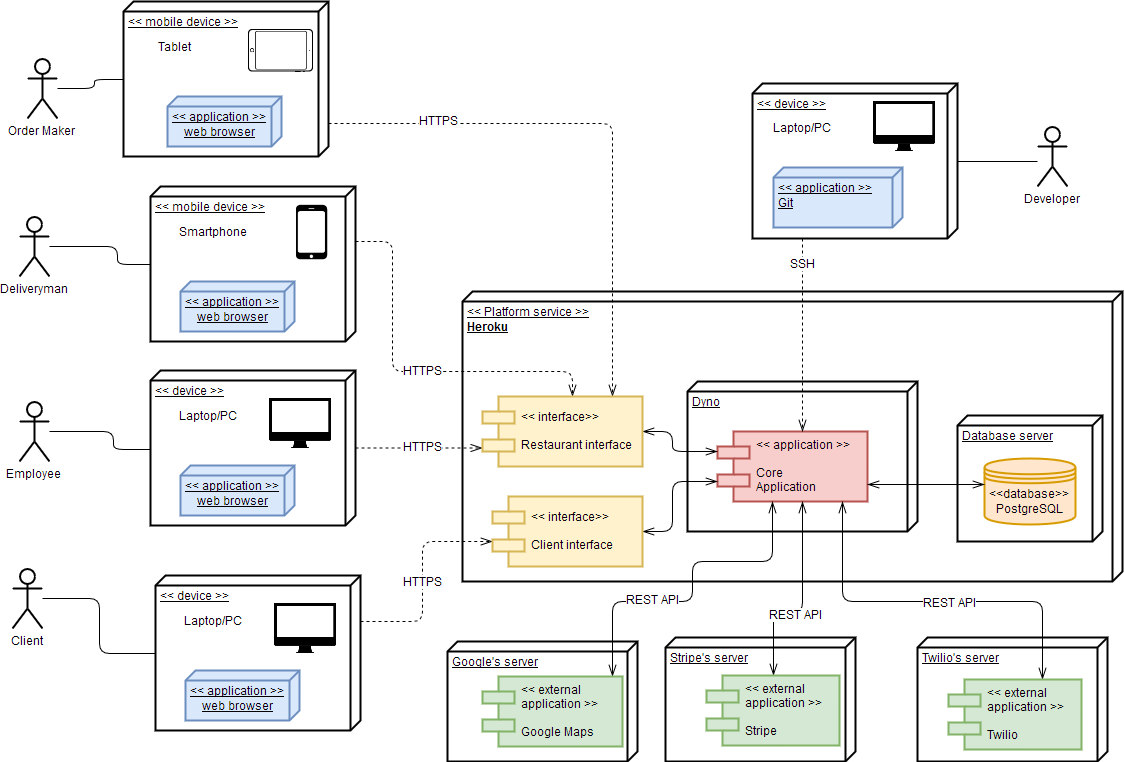 << mobile device >>
Tablet
<< application >>
web browser
Order Maker
HTTPS
<< device >>
Laptop/PC
<< application >>
Git
Developer
SSH
<< mobile device >>
Smartphone
<< application >>
web browser
Deliveryman
HTTPS
<< device >>
Laptop/PC
<< application >>
web browser
Employee
HTTPS
<< device >>
Laptop/PC
<< application >>
web browser
Client
HTTPS
<< Platform service >>
Heroku
<< interface>>
Restaurant interface
<< interface>>
Client interface
Dyno
<< application >>
Core
Application
Database server
<<database>>
PostgreSQL
REST API
REST API
REST API
Google's server
<< external
application >>
Google Maps
Stripe's server
<< external
application >>
Stripe
Twilio's server
<< external
application >>
Twilio